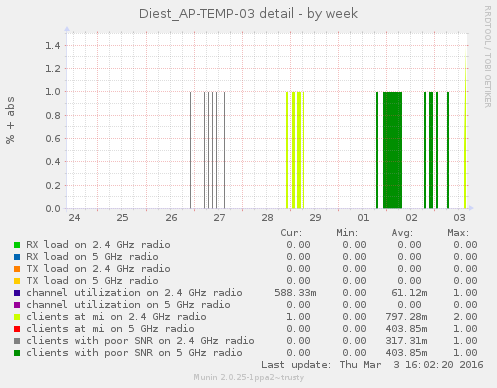 Diest_AP-TEMP-03 detail - by week
RRDTOOL / TOBI OETIKER
% + abs
1.4
1.2
1.0
0.8
0.6
0.4
0.2
0.0
24 25 26 27 28 29 01 02 03
Cur: Min: Avg: Max:
RX load on 2.4 GHz radio 0.00 0.00 0.00 0.00
RX load on 5 GHz radio 0.00 0.00 0.00 0.00
TX load on 2.4 GHz radio 0.00 0.00 0.00 0.00
TX load on 5 GHz radio 0.00 0.00 0.00 0.00
channel utilization on 2.4 GHz radio 588.33m 0.00 61.12m 1.00
channel utilization on 5 GHz radio 0.00 0.00 0.00 0.00
clients at mi on 2.4 GHz radio 1.00 0.00 797.28m 2.00
clients at mi on 5 GHz radio 0.00 0.00 403.85m 1.00
clients with poor SNR on 2.4 GHz radio 0.00 0.00 317.31m 1.00
clients with poor SNR on 5 GHz radio 0.00 0.00 403.85m 1.00
Last update: Thu Mar 3 16:02:20 2016
Munin 2.0.25-1ppa2~trusty